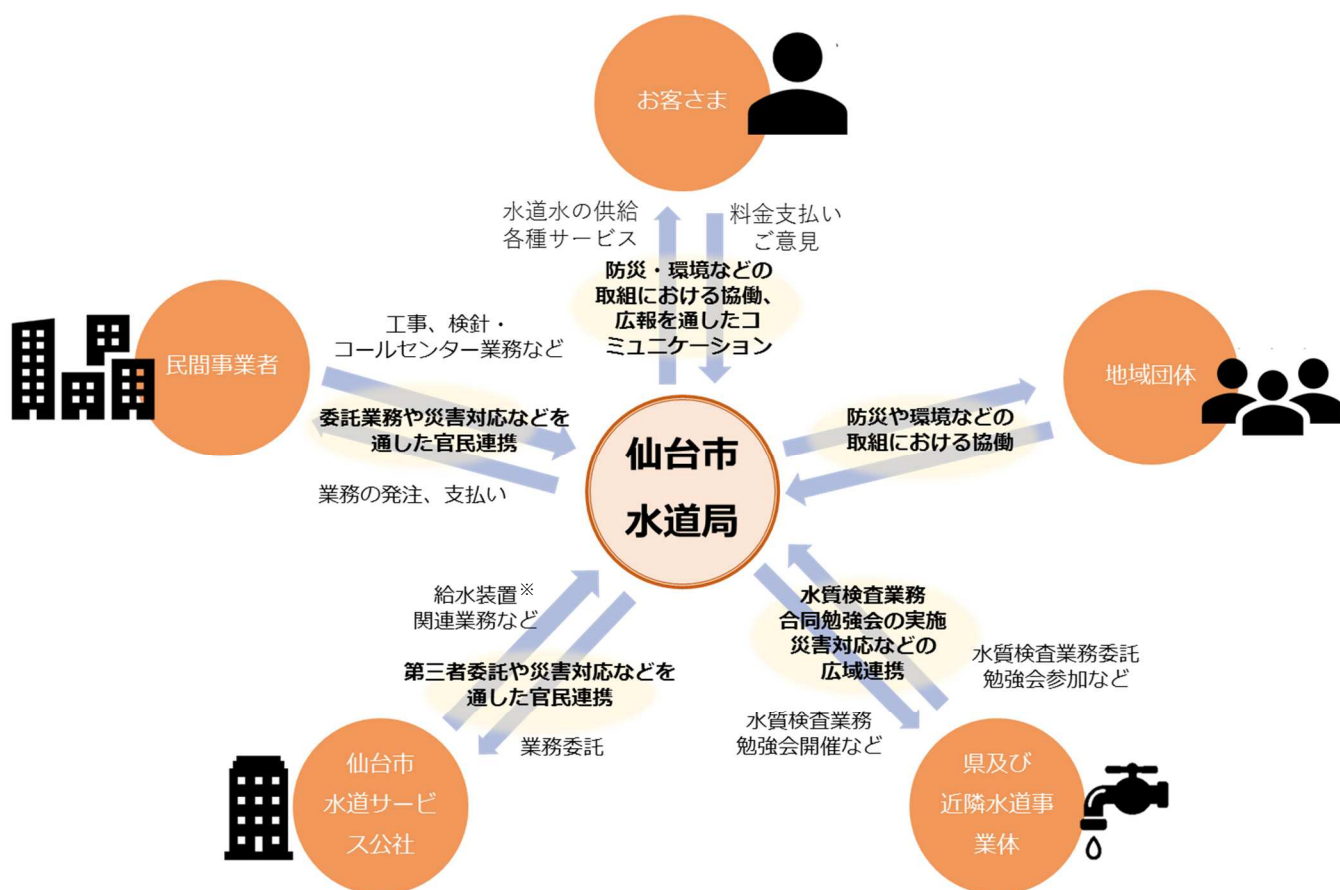 お客さま
水道水の供給
各種サービス
料金支払い
ご意見
防災・環境などの
取組における協働、
広報を通したコ
ミュニケーション
民間事業者
工事、検針・
コールセンター業務など
委託業務や災害対応などを
通した官民連携
業務の発注、支払い
地域団体
防災や環境などの
取組における協働
仙台市
水道局
給水装置※
関連業務など
第三者委託や災害対応などを
通した官民連携
業務委託
仙台市
水道サービ
ス公社
水質検査業務
合同勉強会の実施
災害対応などの
広域連携
水質検査業務委託
勉強会参加など
水質検査業務
勉強会開催など
県及び
近隣水道事
業体